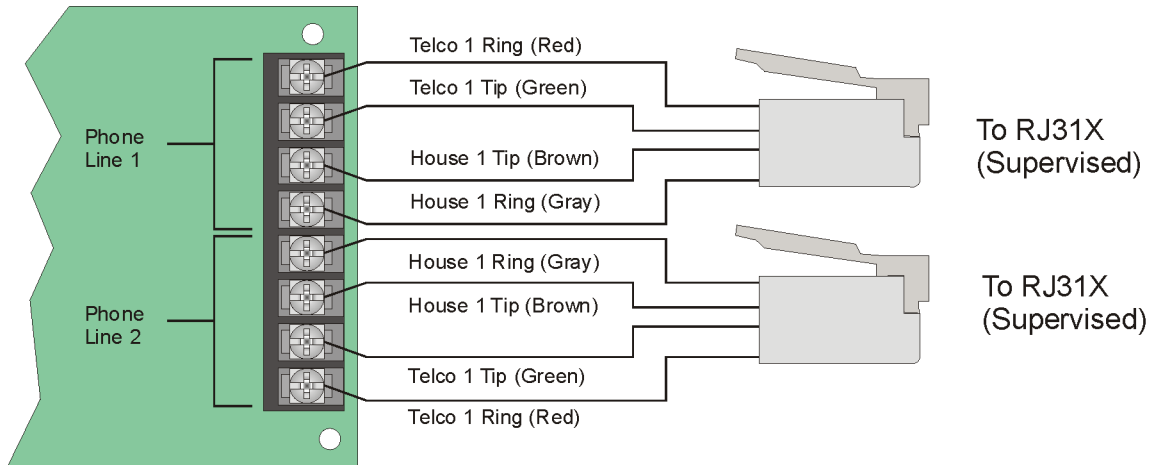 Telco 1 Ring (Red)
Telco 1 Tip (Green)
Phone
Line 1
House 1 Tip (Brown)
To RJ31X
(Supervised)
House 1 Ring (Gray)
House 1 Ring (Gray)
House 1 Tip (Brown)
To RJ31X
(Supervised)
Phone
Line 2
Telco 1 Tip (Green)
Telco 1 Ring (Red)